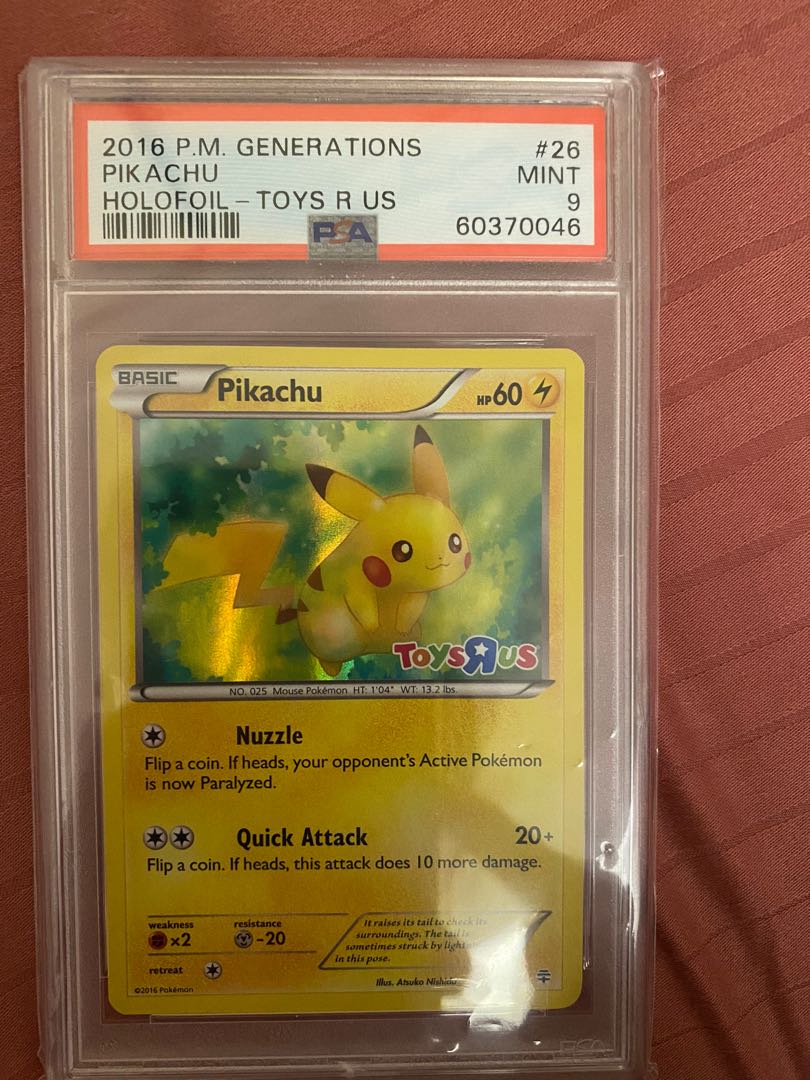 2016 P.M. GENERATIONS #26
PIKACHU MINT
HOLOFOIL – TOYS R US 9
PSA 60370046
BASIC Pikachu HP60
TOYS R US
NO. 025 Mouse Pokémon HT: 1'04" WT: 13.2 lbs.
Nuzzle
Flip a coin. If heads, your opponent's Active Pokémon
is now Paralyzed.
Quick Attack 20+
Flip a coin. If heads, this attack does 10 more damage.
weakness resistance
×2 -20
retreat
It raises its tail to check its
surroundings. The tail is
sometimes struck by
in this pose.
Illus. Atsuko Nishida
©2016 Pokémon
PSA